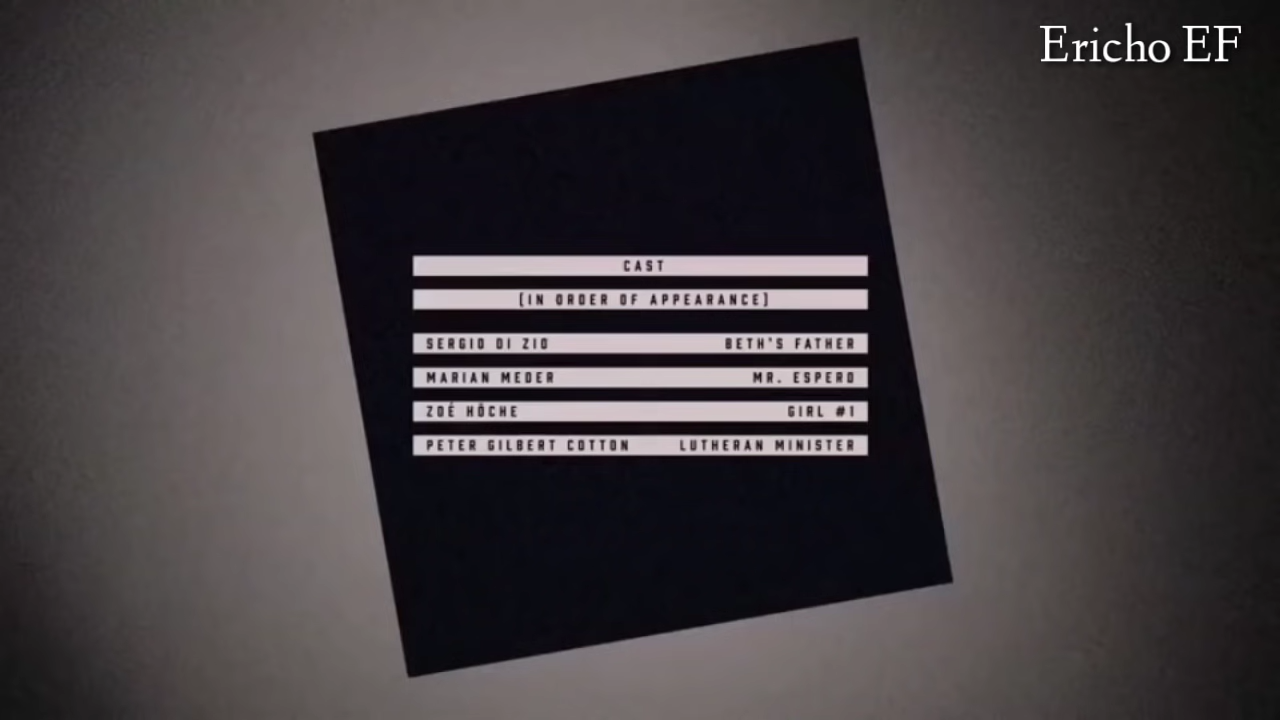 Ericho EF
CAST
[IN ORDER OF APPEARANCE]
SERGIO DI ZIO BETH'S FATHER
MARIAN MEDER MR. ESPERO
ZOÉ HÖCHE GIRL #1
PETER GILBERT COTTON LUTHERAN MINISTER